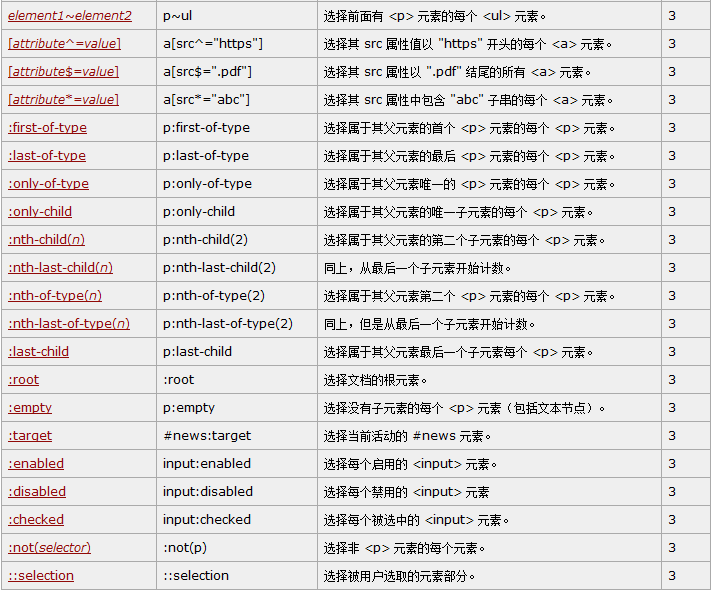 element1~element2 p~ul 选择前面有 <p> 元素的每个 <ul> 元素。 3
[attribute^=value] a[src^="https"] 选择其 src 属性值以 "https" 开头的每个 <a> 元素。 3
[attribute$=value] a[src$=".pdf"] 选择其 src 属性以 ".pdf" 结尾的所有 <a> 元素。 3
[attribute*=value] a[src*="abc"] 选择其 src 属性中包含 "abc" 子串的每个 <a> 元素。 3
:first-of-type p:first-of-type 选择属于其父元素的首个 <p> 元素的每个 <p> 元素。 3
:last-of-type p:last-of-type 选择属于其父元素的最后 <p> 元素的每个 <p> 元素。 3
:only-of-type p:only-of-type 选择属于其父元素唯一的 <p> 元素的每个 <p> 元素。 3
:only-child p:only-child 选择属于其父元素的唯一子元素的每个 <p> 元素。 3
:nth-child(n) p:nth-child(2) 选择属于其父元素的第二个子元素的每个 <p> 元素。 3
:nth-last-child(n) p:nth-last-child(2) 同上，从最后一个子元素开始计数。 3
:nth-of-type(n) p:nth-of-type(2) 选择属于其父元素第二个 <p> 元素的每个 <p> 元素。 3
:nth-last-of-type(n) p:nth-last-of-type(2) 同上，但是从最后一个子元素开始计数。 3
:last-child p:last-child 选择属于其父元素最后一个子元素每个 <p> 元素。 3
:root :root 选择文档的根元素。 3
:empty p:empty 选择没有子元素的每个 <p> 元素（包括文本节点）。 3
:target #news:target 选择当前活动的 #news 元素。 3
:enabled input:enabled 选择每个启用的 <input> 元素。 3
:disabled input:disabled 选择每个禁用的 <input> 元素 3
:checked input:checked 选择每个被选中的 <input> 元素。 3
:not(selector) :not(p) 选择非 <p> 元素的每个元素。 3
::selection ::selection 选择被用户选取的元素部分。 3